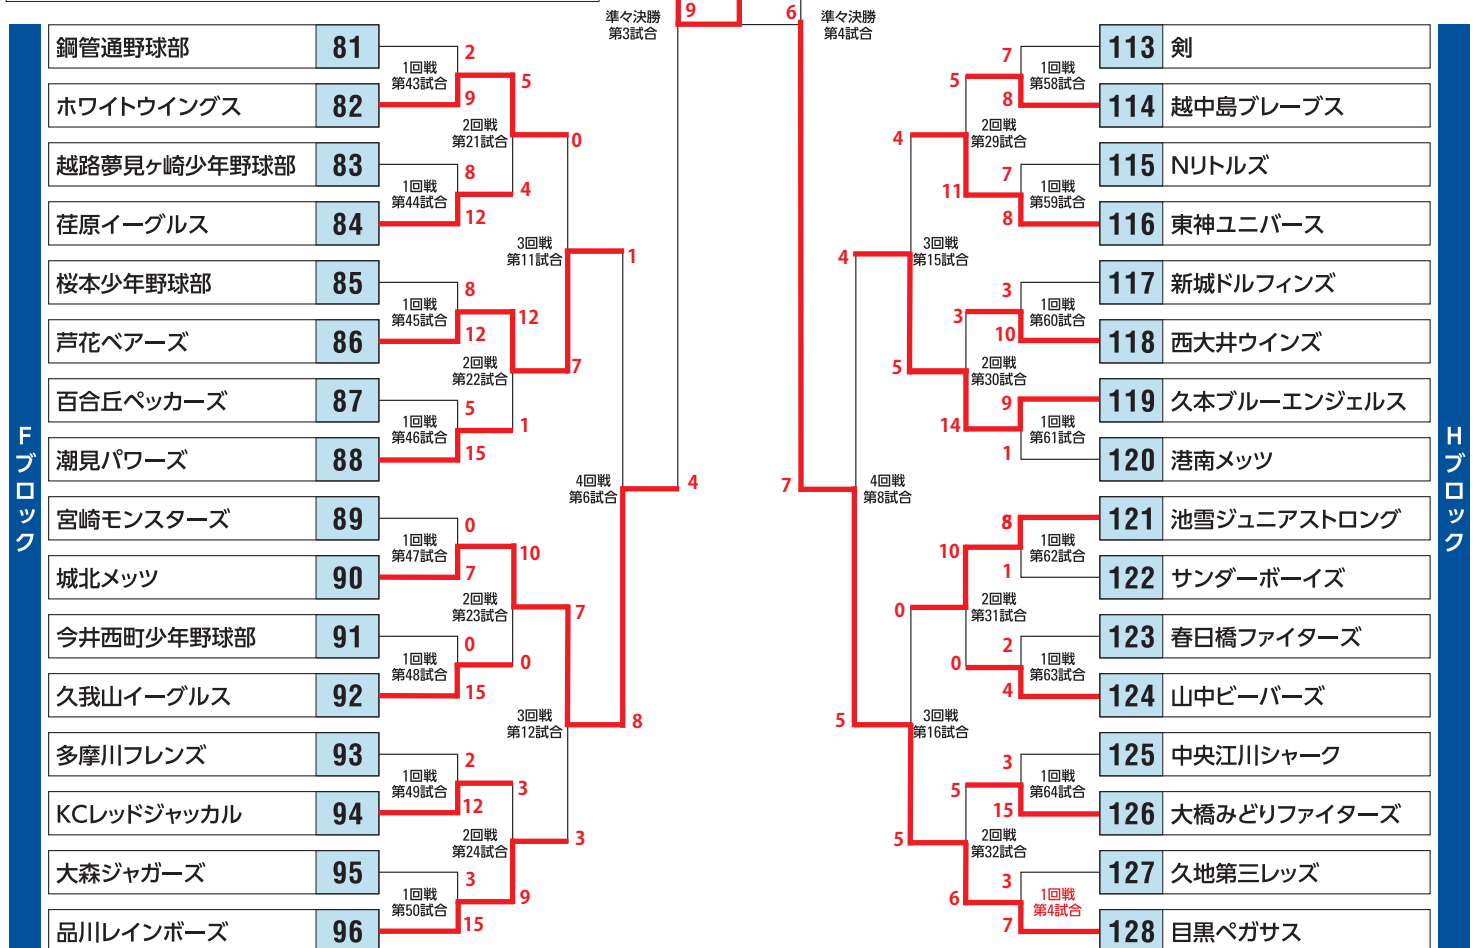 9
6
準々決勝
第3試合
準々決勝
第4試合
Fブロック
鋼管通野球部 81
ホワイトウイングス 82
越路夢見ヶ崎少年野球部 83
荏原イーグルス 84
桜本少年野球部 85
芦花ベアーズ 86
百合丘ペッカーズ 87
潮見パワーズ 88
宮崎モンスターズ 89
城北メッツ 90
今井西町少年野球部 91
久我山イーグルス 92
多摩川フレンズ 93
KCレッドジャッカル 94
大森ジャガーズ 95
品川レインボーズ 96
2
1回戦
第43試合
9
8
1回戦
第44試合
12
8
1回戦
第45試合
12
5
1回戦
第46試合
15
0
1回戦
第47試合
7
0
1回戦
第48試合
15
2
1回戦
第49試合
12
3
1回戦
第50試合
15
5
2回戦
第21試合
4
12
2回戦
第22試合
1
10
2回戦
第23試合
0
3
2回戦
第24試合
9
0
3回戦
第11試合
7
7
3回戦
第12試合
3
1
4回戦
第6試合
8
4
7
4
4回戦
第8試合
5
4
3回戦
第15試合
5
0
3回戦
第16試合
5
5
2回戦
第29試合
11
3
2回戦
第30試合
14
10
2回戦
第31試合
0
5
2回戦
第32試合
6
7
1回戦
第58試合
8
7
1回戦
第59試合
8
3
1回戦
第60試合
10
9
1回戦
第61試合
1
8
1回戦
第62試合
1
2
1回戦
第63試合
4
3
1回戦
第64試合
15
3
1回戦
第4試合
7
113 剣
114 越中島ブレーブス
115 Nリトルズ
116 東神ユニバース
117 新城ドルフィンズ
118 西大井ウインズ
119 久本ブルーエンジェルス
120 港南メッツ
121 池雪ジュニアストロング
122 サンダーボーイズ
123 春日橋ファイターズ
124 山中ビーバーズ
125 中央江川シャーク
126 大橋みどりファイターズ
127 久地第三レッズ
128 目黒ペガサス
Hブロック